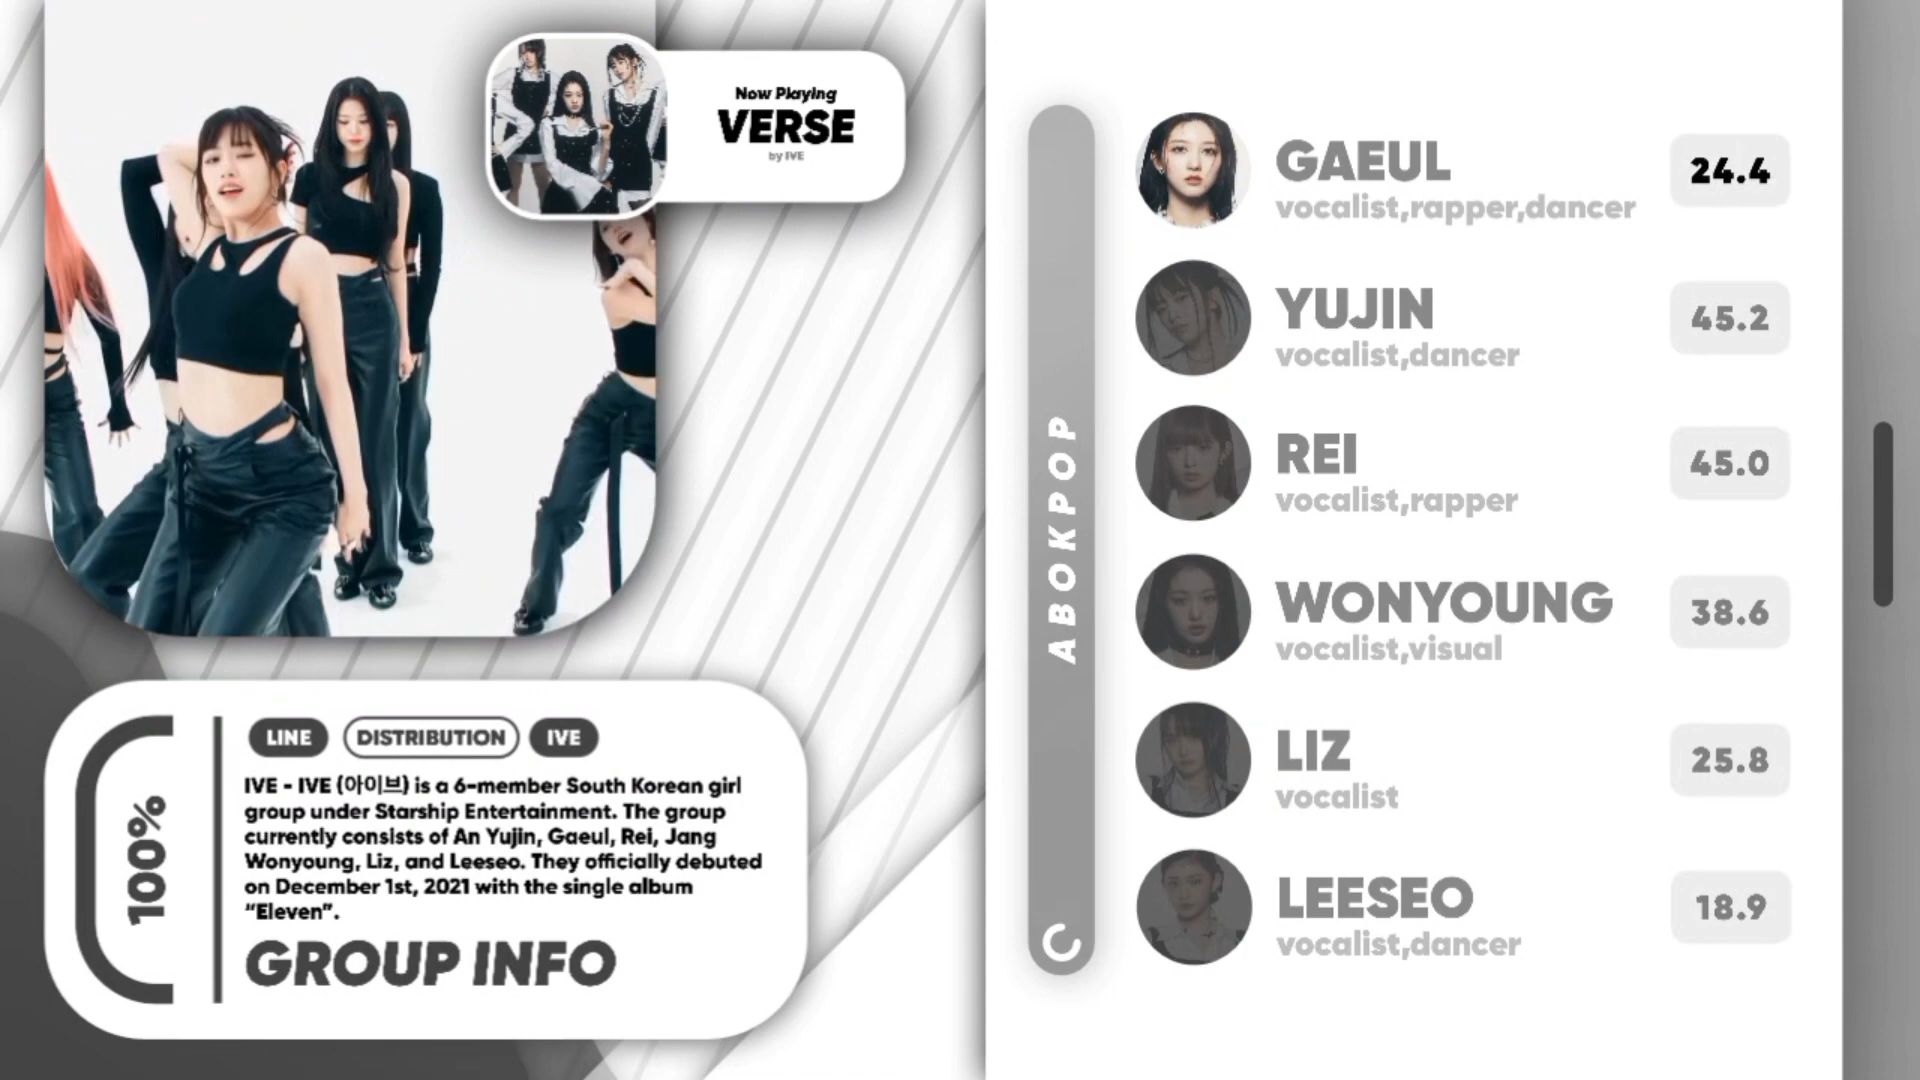 Now Playing
VERSE
by IVE
LINE DISTRIBUTION IVE
IVE - IVE (아이브) is a 6-member South Korean girl
group under Starship Entertainment. The group
currently consists of An Yujin, Gaeul, Rei, Jang
Wonyoung, Liz, and Leeseo. They officially debuted
on December 1st, 2021 with the single album
“Eleven”.
GROUP INFO
100%
ABOKPOP
GAEUL
vocalist,rapper,dancer
24.4
YUJIN
vocalist,dancer
45.2
REI
vocalist,rapper
45.0
WONYOUNG
vocalist,visual
38.6
LIZ
vocalist
25.8
LEESEO
vocalist,dancer
18.9